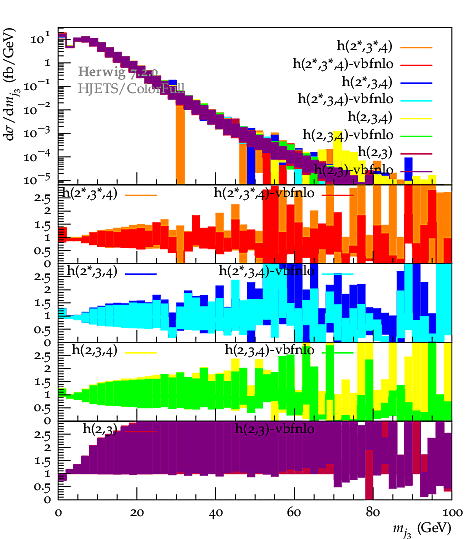 h(2*,3*,4)
h(2*,3*,4)-vbfnlo
h(2*,3,4)
h(2*,3,4)-vbfnlo
h(2,3,4)
h(2,3,4)-vbfnlo
h(2,3)
h(2,3)-vbfnlo
Herwig 7.2.0
HJETS/ColorFull
dσ/dm_{j_3} (fb/GeV)
10^1
1
10^{-1}
10^{-2}
10^{-3}
10^{-4}
10^{-5}
h(2*,3*,4) h(2*,3*,4)-vbfnlo
2.5
2
1.5
1
0.5
0
h(2*,3,4) h(2*,3,4)-vbfnlo
2.5
2
1.5
1
0.5
0
h(2,3,4) h(2,3,4)-vbfnlo
2.5
2
1.5
1
0.5
0
h(2,3) h(2,3)-vbfnlo
2.5
2
1.5
1
0.5
0
0 20 40 60 80 100
m_{j_3} (GeV)